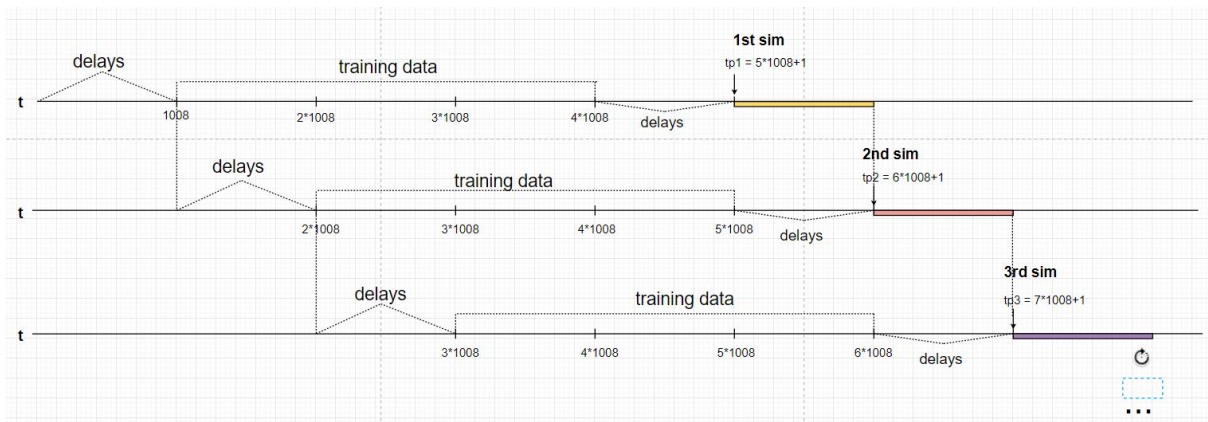 1st sim
delays
training data
tp1 = 5*1008+1
t
1008
2*1008
3*1008
4*1008
delays
2nd sim
delays
training data
tp2 = 6*1008+1
t
2*1008
3*1008
4*1008
5*1008
delays
3rd sim
delays
training data
tp3 = 7*1008+1
t
3*1008
4*1008
5*1008
6*1008
delays
...